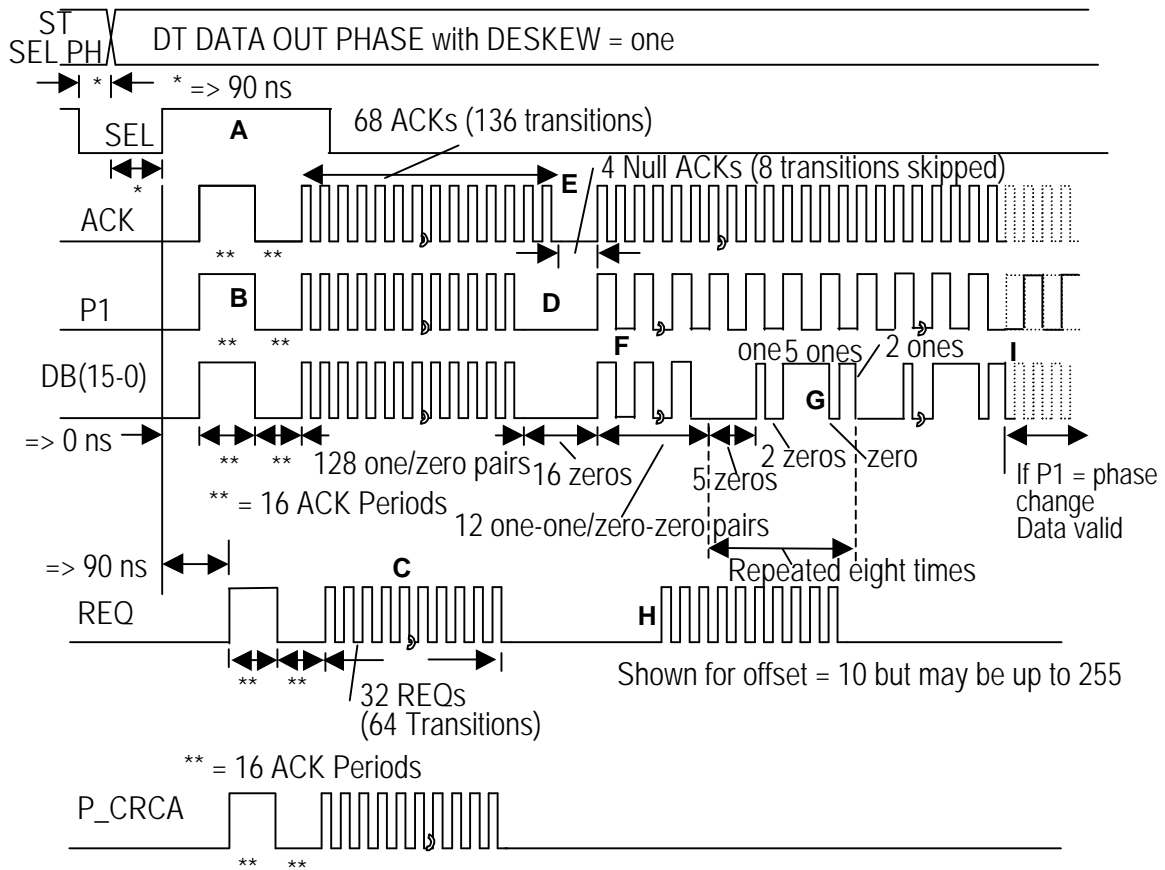 ST
SEL PH
DT DATA OUT PHASE with DESKEW = one
*
* => 90 ns
SEL
A
68 ACKs (136 transitions)
*
E
4 Null ACKs (8 transitions skipped)
ACK
** **
P1
B
D
** **
F
one 5 ones
2 ones
I
DB(15-0)
G
=> 0 ns
** **
128 one/zero pairs
16 zeros
5 zeros
2 zeros
zero
If P1 = phase
change
Data valid
** = 16 ACK Periods
12 one-one/zero-zero pairs
=> 90 ns
C
Repeated eight times
REQ
H
** **
32 REQs
(64 Transitions)
Shown for offset = 10 but may be up to 255
** = 16 ACK Periods
P_CRCA
** **